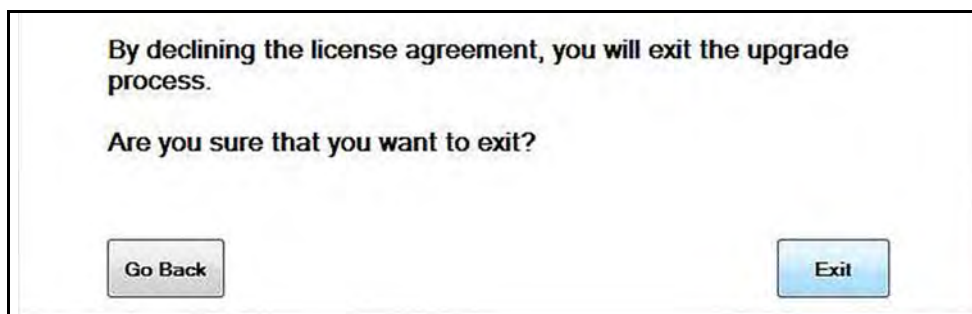 By declining the license agreement, you will exit the upgrade
process.
Are you sure that you want to exit?
Go Back
Exit